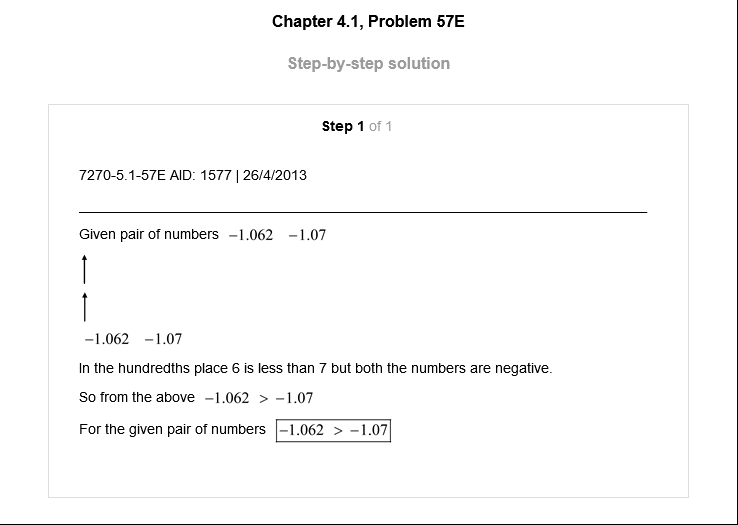 Chapter 4.1, Problem 57E
Step-by-step solution
Step 1 of 1
7270-5.1-57E AID: 1577 | 26/4/2013
Given pair of numbers −1.062 −1.07
−1.062 −1.07
In the hundredths place 6 is less than 7 but both the numbers are negative.
So from the above −1.062 > −1.07
For the given pair of numbers −1.062 > −1.07